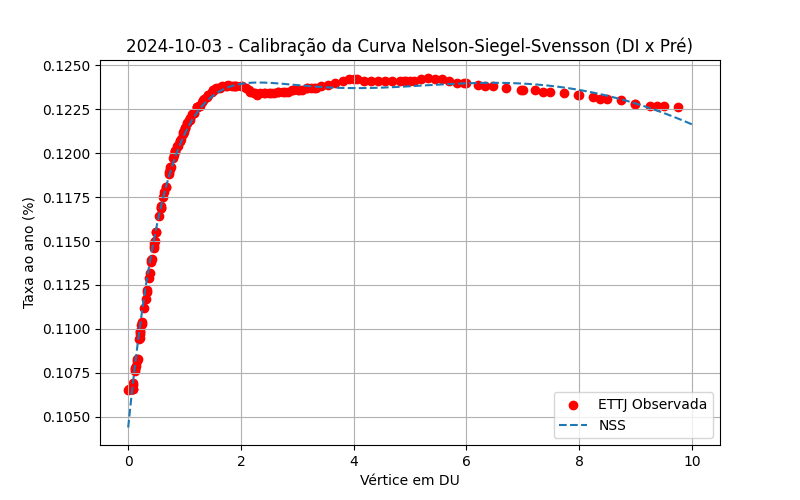 2024-10-03 - Calibração da Curva Nelson-Siegel-Svensson (DI x Pré)
Taxa ao ano (%)
0.1250
0.1225
0.1200
0.1175
0.1150
0.1125
0.1100
0.1075
0.1050
ETTJ Observada
NSS
0 2 4 6 8 10
Vértice em DU